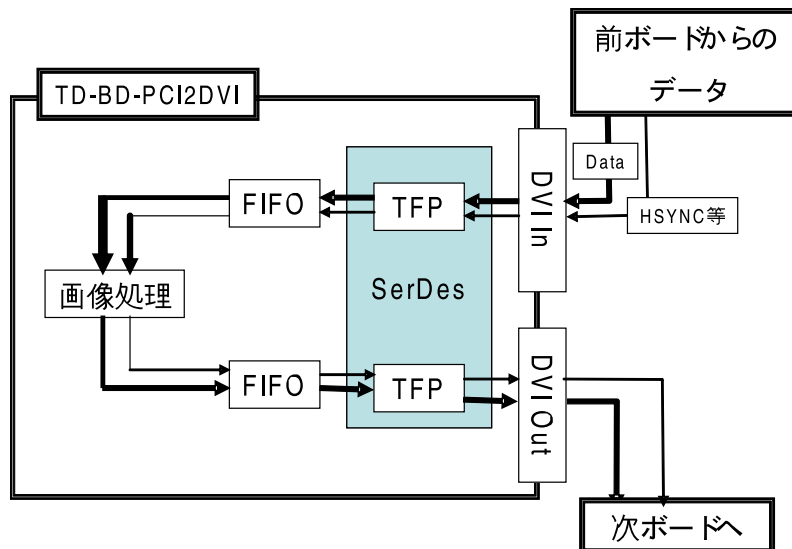 前ボードからの
データ
TD-BD-PCI2DVI
Data
HSYNC等
DVI In
FIFO
TFP
SerDes
画像処理
FIFO
TFP
DVI Out
次ボードへ